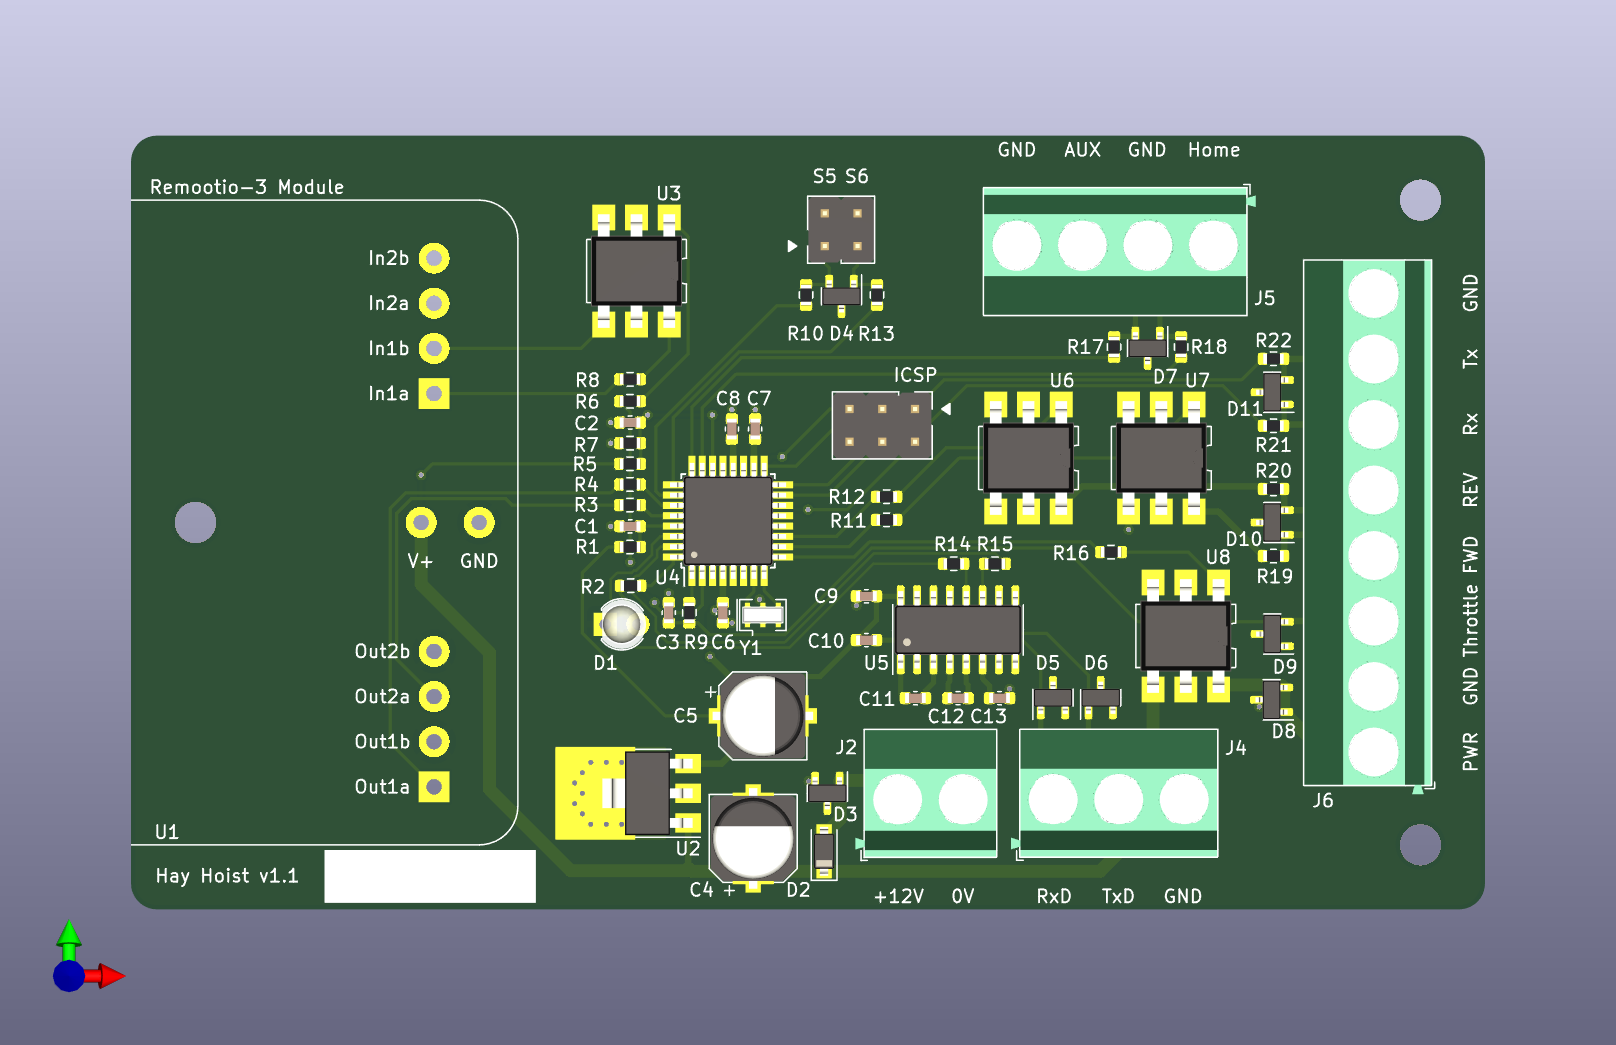 GND AUX GND Home
Remootio-3 Module
S5 S6
U3
In2b
In2a
In1b
In1a
J5
R10 D4 R13
R17
R18
D7
R22
GND
Tx
Rx
REV
FWD
Throttle
GND
PWR
ICSP
U6
U7
D11
R21
R20
D10
R19
R8
R6
C2
R7
R5
R4
R3
C1
R1
R2
C8 C7
R12
R11
R14 R15
R16
U8
V+
GND
U4
C9
C10
U5
D1
C3 R9 C6 Y1
Out2b
Out2a
Out1b
Out1a
D5 D6
D9
D8
+
C5
C11
C12 C13
J2
J4
J6
D3
U1
U2
Hay Hoist v1.1
C4 +
D2
+12V 0V RxD TxD GND